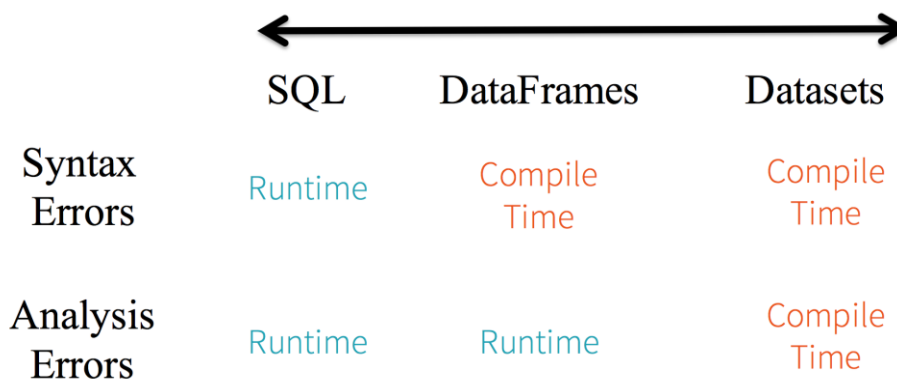 SQL DataFrames Datasets
Syntax
Errors
Runtime
Compile
Time
Compile
Time
Analysis
Errors
Runtime
Runtime
Compile
Time